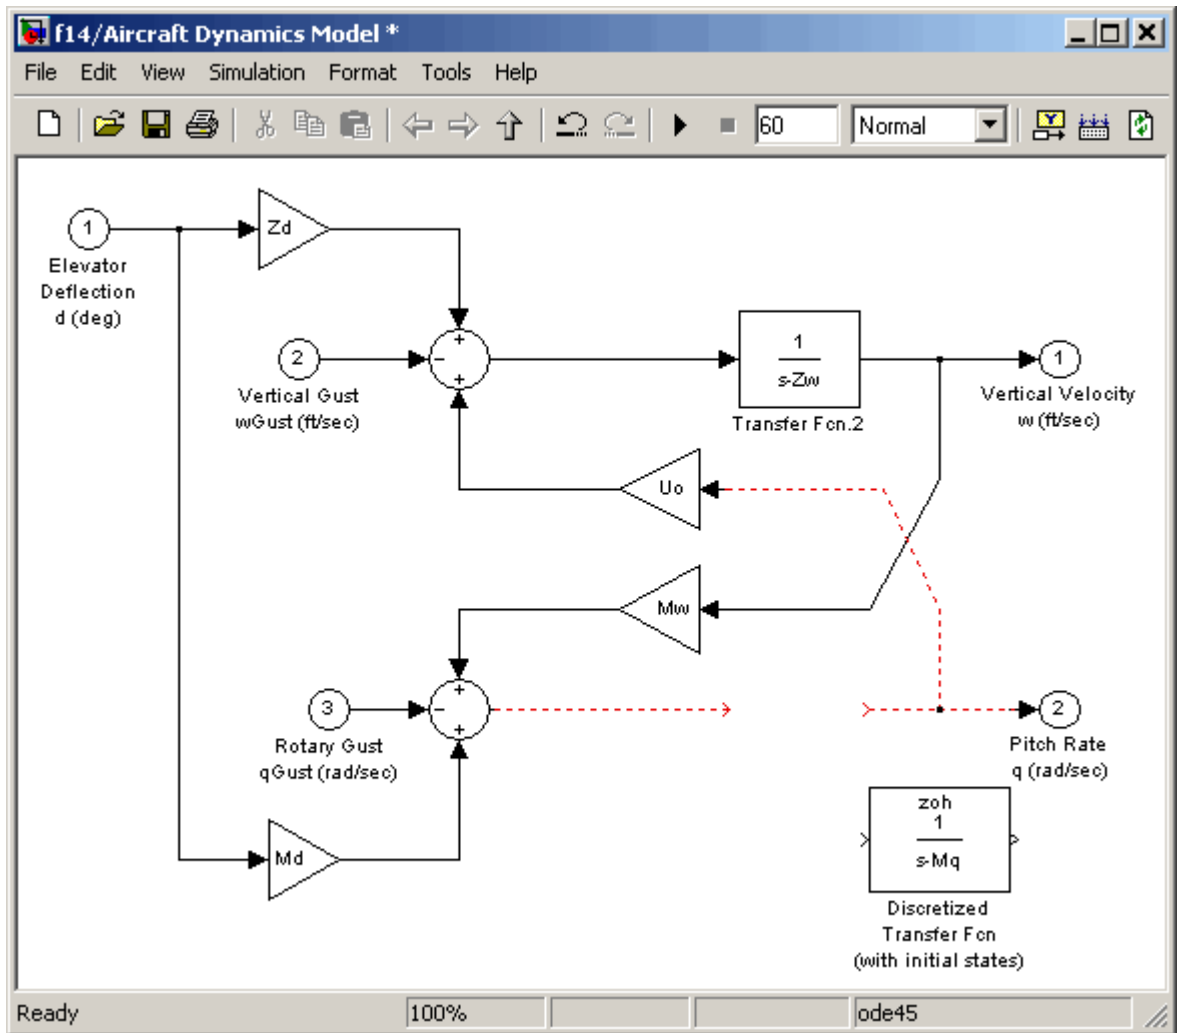 f14/Aircraft Dynamics Model *
File Edit View Simulation Format Tools Help
60 Normal
Zd
1
Elevator
Deflection
d (deg)
+
-
+
2
Vertical Gust
wGust (ft/sec)
1
s-Zw
Transfer Fcn.2
1
Vertical Velocity
w (ft/sec)
Uo
Mw
+
-
+
3
Rotary Gust
qGust (rad/sec)
2
Pitch Rate
q (rad/sec)
Md
zoh
1
s-Mq
Discretized
Transfer Fcn
(with initial states)
Ready 100% ode45